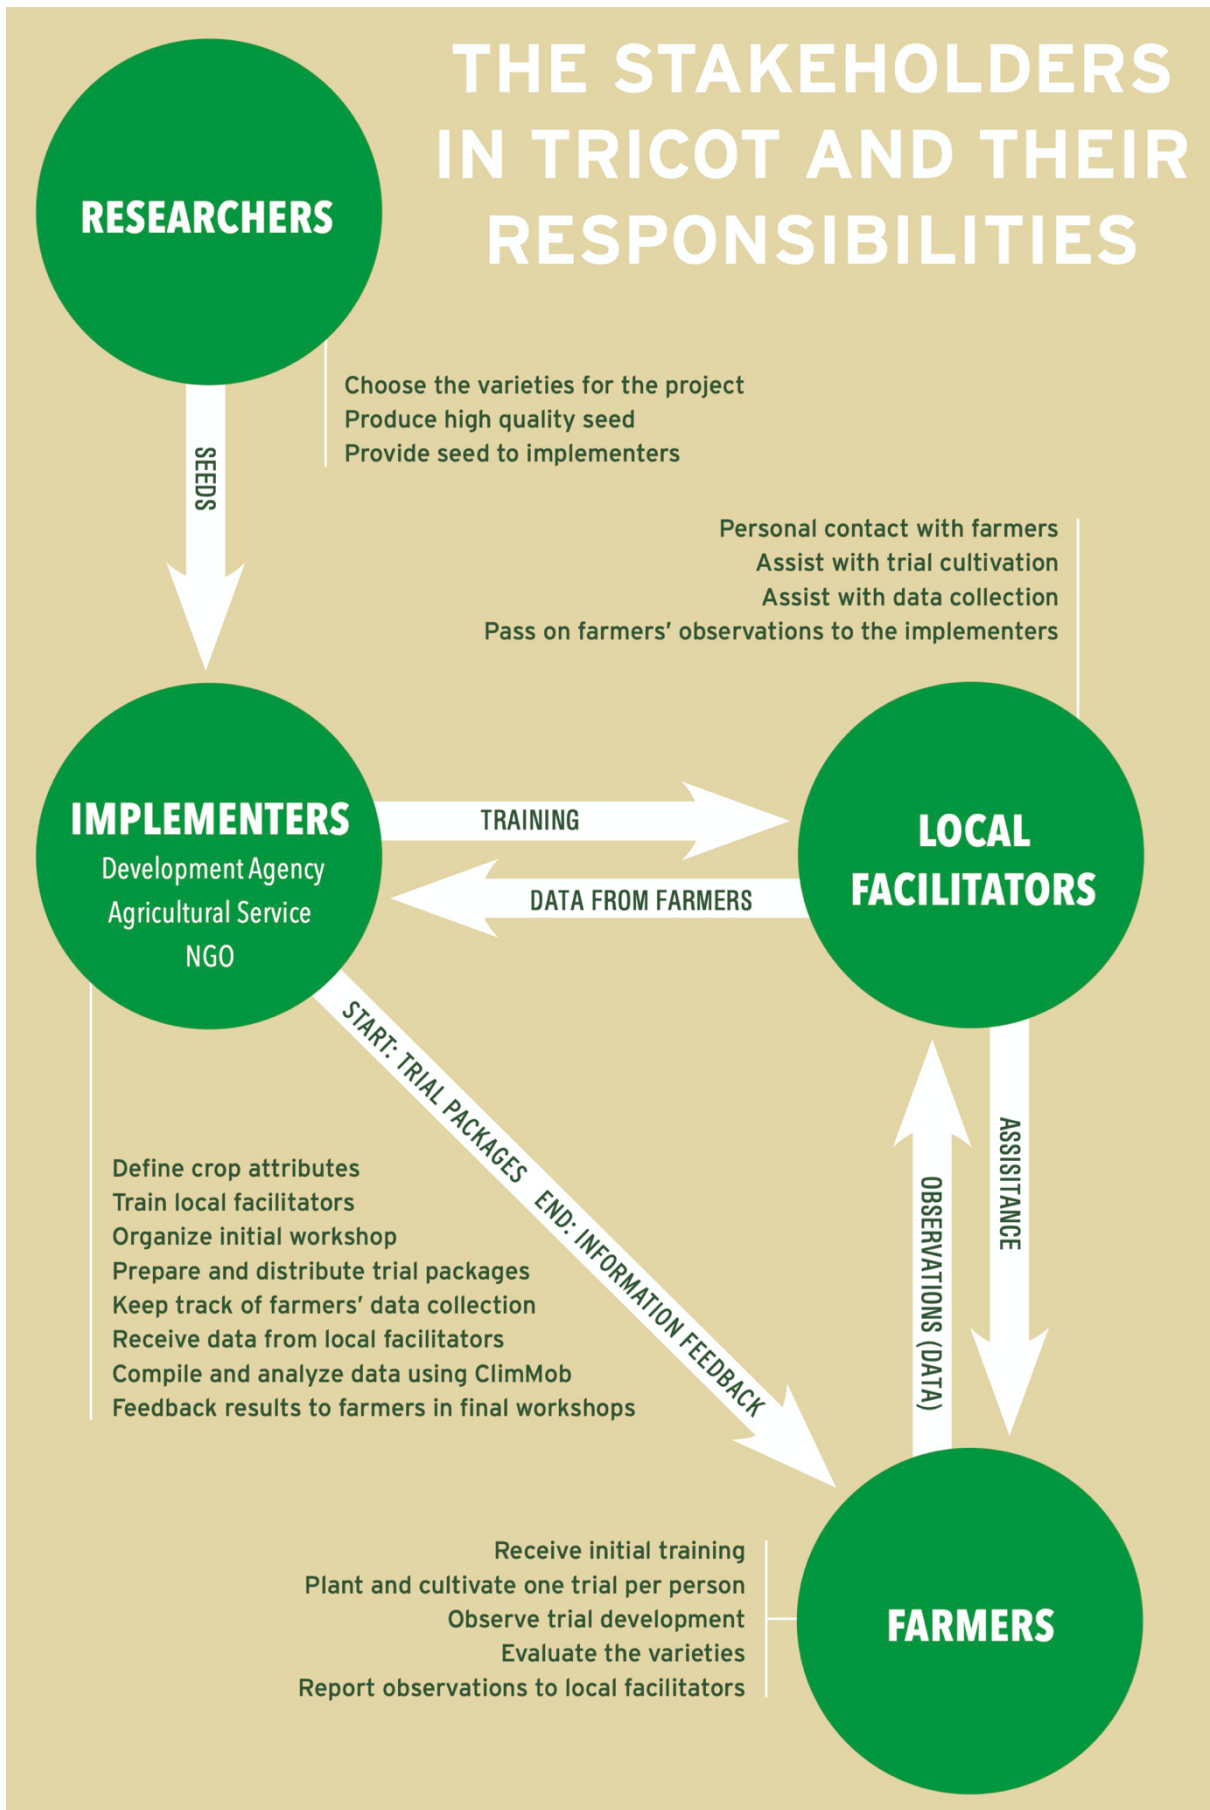 THE STAKEHOLDERS
IN TRICOT AND THEIR
RESPONSIBILITIES
RESEARCHERS
Choose the varieties for the project
Produce high quality seed
Provide seed to implementers
SEEDS
Personal contact with farmers
Assist with trial cultivation
Assist with data collection
Pass on farmers' observations to the implementers
IMPLEMENTERS
Development Agency
Agricultural Service
NGO
TRAINING
DATA FROM FARMERS
LOCAL
FACILITATORS
START: TRIAL PACKAGES END: INFORMATION FEEDBACK
ASSISITANCE
OBSERVATIONS (DATA)
Define crop attributes
Train local facilitators
Organize initial workshop
Prepare and distribute trial packages
Keep track of farmers' data collection
Receive data from local facilitators
Compile and analyze data using ClimMob
Feedback results to farmers in final workshops
Receive initial training
Plant and cultivate one trial per person
Observe trial development
Evaluate the varieties
Report observations to local facilitators
FARMERS